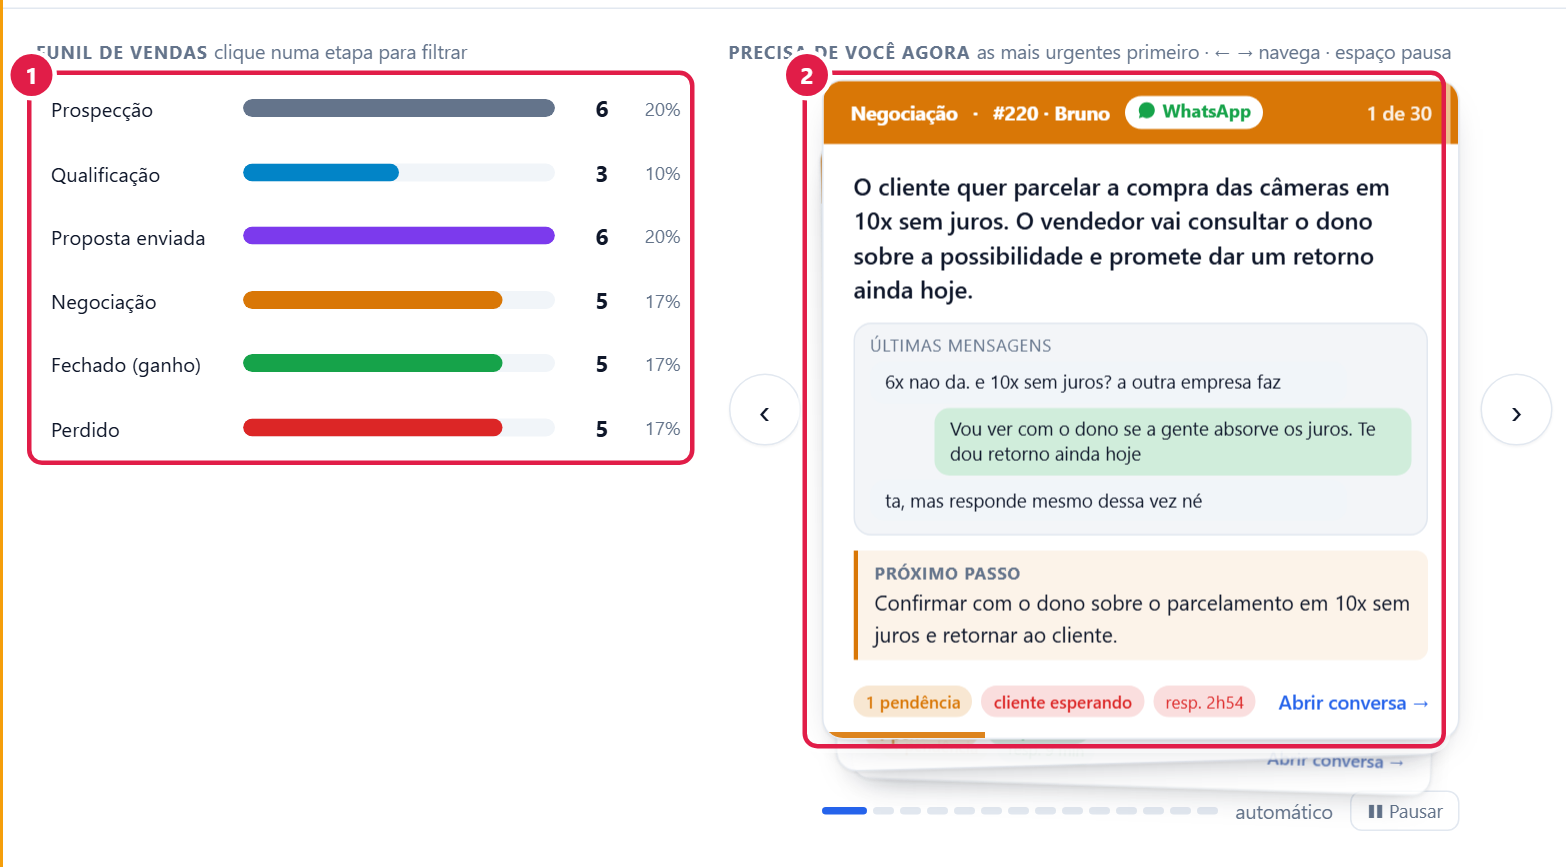 FUNIL DE VENDAS clique numa etapa para filtrar
1
Prospecção 6 20%
Qualificação 3 10%
Proposta enviada 6 20%
Negociação 5 17%
Fechado (ganho) 5 17%
Perdido 5 17%
PRECISA DE VOCÊ AGORA as mais urgentes primeiro · ← → navega · espaço pausa
2
Negociação · #220 · Bruno WhatsApp 1 de 30
O cliente quer parcelar a compra das câmeras em
10x sem juros. O vendedor vai consultar o dono
sobre a possibilidade e promete dar um retorno
ainda hoje.
ÚLTIMAS MENSAGENS
6x nao da. e 10x sem juros? a outra empresa faz
Vou ver com o dono se a gente absorve os juros. Te
dou retorno ainda hoje
ta, mas responde mesmo dessa vez né
‹
›
PRÓXIMO PASSO
Confirmar com o dono sobre o parcelamento em 10x sem
juros e retornar ao cliente.
1 pendência cliente esperando resp. 2h54 Abrir conversa →
Abrir conversa →
automático Pausar